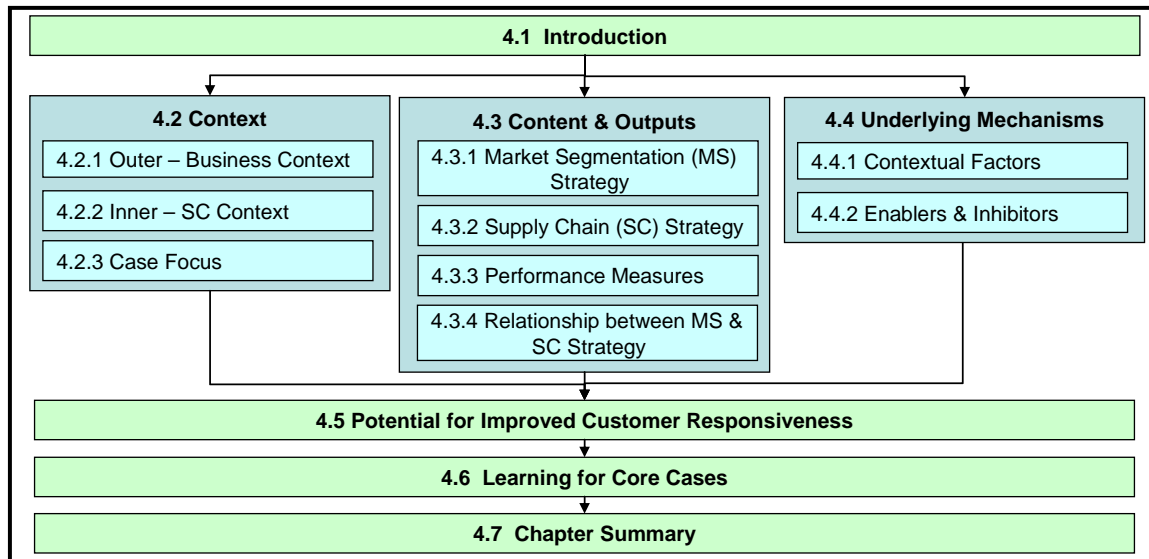 4.1 Introduction
4.2 Context
4.2.1 Outer – Business Context
4.2.2 Inner – SC Context
4.2.3 Case Focus
4.3 Content & Outputs
4.3.1 Market Segmentation (MS)
Strategy
4.3.2 Supply Chain (SC) Strategy
4.3.3 Performance Measures
4.3.4 Relationship between MS &
SC Strategy
4.4 Underlying Mechanisms
4.4.1 Contextual Factors
4.4.2 Enablers & Inhibitors
4.5 Potential for Improved Customer Responsiveness
4.6 Learning for Core Cases
4.7 Chapter Summary